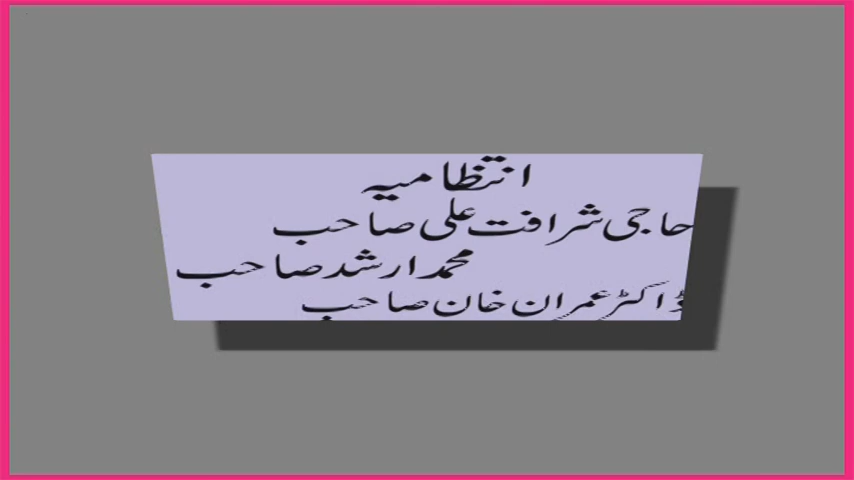 انتظامیہ
حاجی شرافت علی صاحب
محمد ارشد صاحب
ڈاکٹر عمران خان صاحب